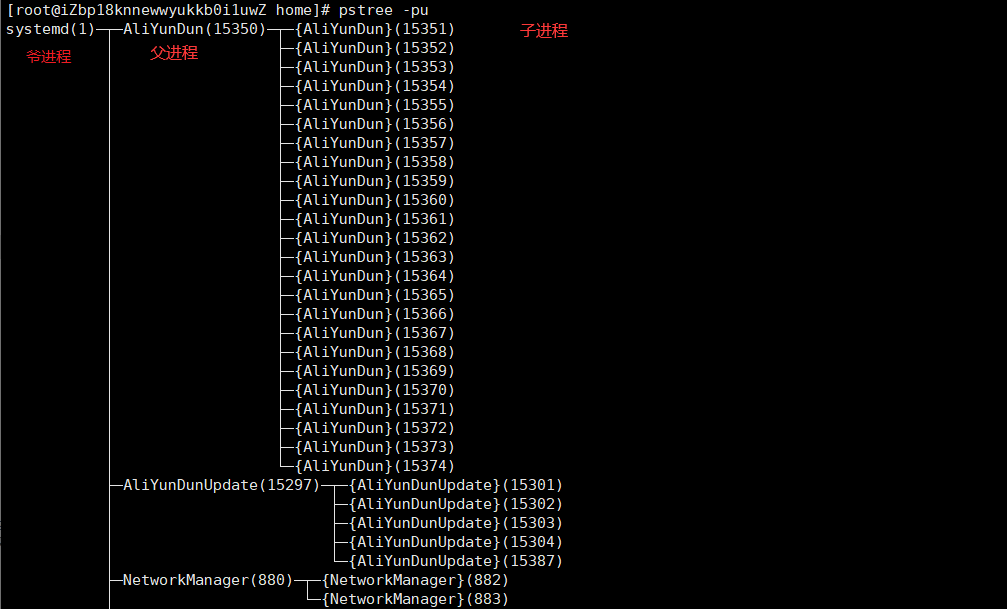 [root@iZbp18knnewwyukkb0i1uwZ home]# pstree -pu
systemd(1)─┬─AliYunDun(15350)─┬─{AliYunDun}(15351) 子进程
爷进程 父进程 ├─{AliYunDun}(15352)
├─{AliYunDun}(15353)
├─{AliYunDun}(15354)
├─{AliYunDun}(15355)
├─{AliYunDun}(15356)
├─{AliYunDun}(15357)
├─{AliYunDun}(15358)
├─{AliYunDun}(15359)
├─{AliYunDun}(15360)
├─{AliYunDun}(15361)
├─{AliYunDun}(15362)
├─{AliYunDun}(15363)
├─{AliYunDun}(15364)
├─{AliYunDun}(15365)
├─{AliYunDun}(15366)
├─{AliYunDun}(15367)
├─{AliYunDun}(15368)
├─{AliYunDun}(15369)
├─{AliYunDun}(15370)
├─{AliYunDun}(15371)
├─{AliYunDun}(15372)
├─{AliYunDun}(15373)
└─{AliYunDun}(15374)
├─AliYunDunUpdate(15297)─┬─{AliYunDunUpdate}(15301)
├─{AliYunDunUpdate}(15302)
├─{AliYunDunUpdate}(15303)
├─{AliYunDunUpdate}(15304)
└─{AliYunDunUpdate}(15387)
├─NetworkManager(880)─┬─{NetworkManager}(882)
└─{NetworkManager}(883)